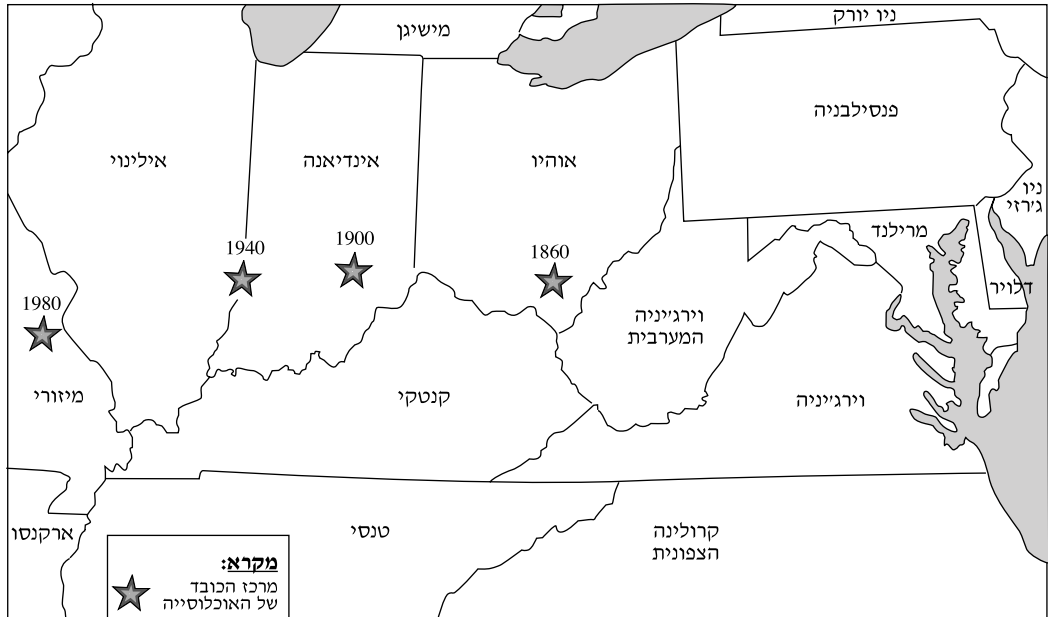 ניו יורק
מישיגן
פנסילבניה
אילינוי
אינדיאנה
אוהיו
ניו
ג׳רזי
מרילנד
1940
1900
1860
דלויר
1980
וירג׳יניה
המערבית
מיזורי
קנטקי
וירג׳יניה
ארקנסו
טנסי
קרולינה
הצפונית
מקרא:
מרכז הכובד
של האוכלוסייה